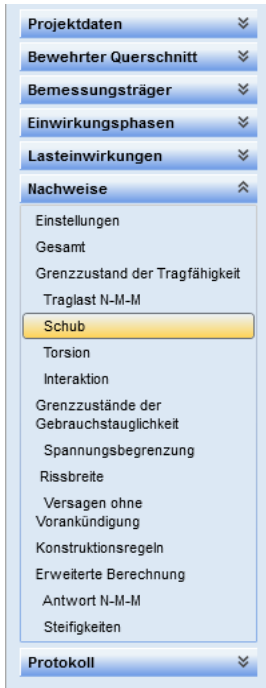 Projektdaten
Bewehrter Querschnitt
Bemessungsträger
Einwirkungsphasen
Lasteinwirkungen
Nachweise
Einstellungen
Gesamt
Grenzzustand der Tragfähigkeit
Traglast N-M-M
Schub
Torsion
Interaktion
Grenzzustände der
Gebrauchstauglichkeit
Spannungsbegrenzung
Rissbreite
Versagen ohne
Vorankündigung
Konstruktionsregeln
Erweiterte Berechnung
Antwort N-M-M
Steifigkeiten
Protokoll